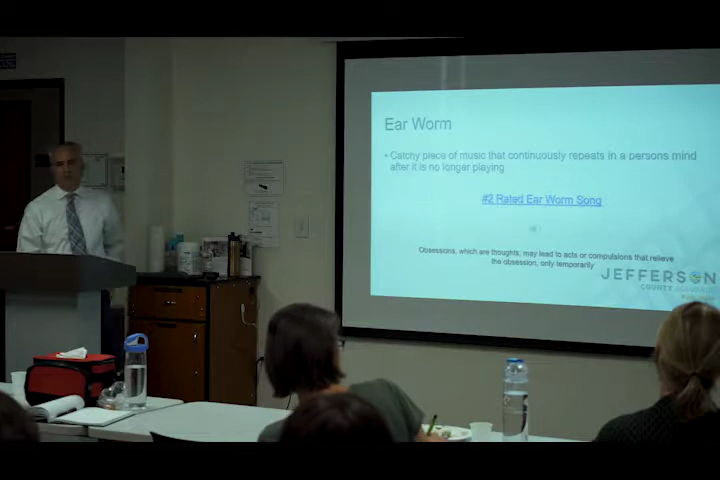 Ear Worm
• Catchy piece of music that continuously repeats in a persons mind
after it is no longer playing
#2 Rated Ear Worm Song
Obsessions, which are thoughts, may lead to acts or compulsions that relieve
the obsession, only temporarily
JEFFERSON
COUNTY